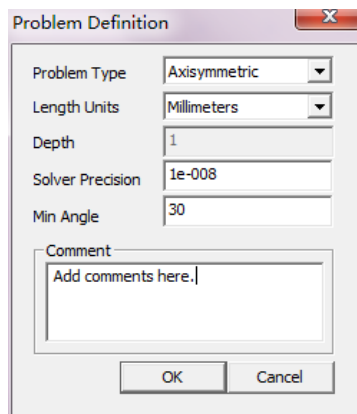 Problem Definition
X
Problem Type Axisymmetric
Length Units Millimeters
Depth 1
Solver Precision 1e-008
Min Angle 30
Comment
Add comments here.
OK Cancel